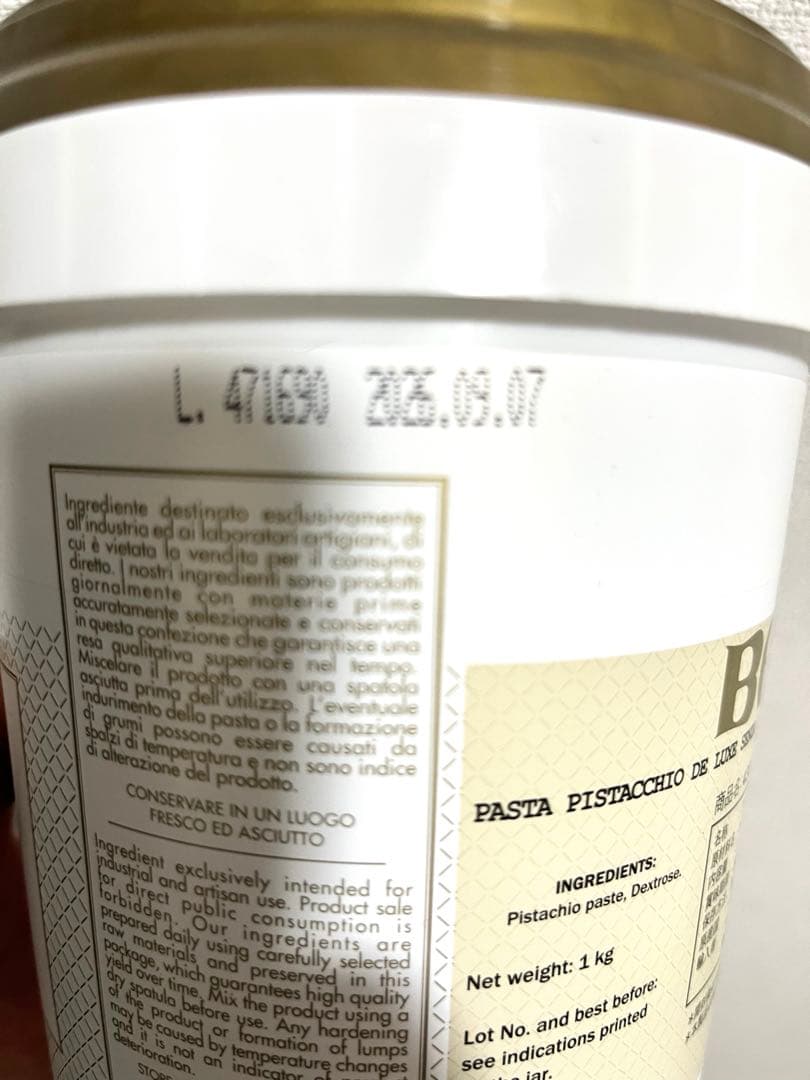 L. 471690 2026.09.07
Ingrediente destinato esclusivamente
all'industria ed ai laboratori artigiani, di
cui è vietata la vendita per il consumo
diretto. I nostri ingredienti sono prodotti
giornalmente con materie prime
accuratamente selezionate e conservati
in questa confezione che garantisce una
resa qualitativa superiore nel tempo.
Miscelare il prodotto con una spatola
asciutta prima dell'utilizzo. L'eventuale
indurimento della pasta o la formazione
di grumi possono essere causati da
sbalzi di temperatura e non sono indice
di alterazione del prodotto.
CONSERVARE IN UN LUOGO
FRESCO ED ASCIUTTO
Ingredient exclusively intended for
industrial and artisan use. Product sale
for direct public consumption is
forbidden. Our ingredients are
prepared daily using carefully selected
raw materials and preserved in this
package, which guarantees high quality
yield over time. Mix the product using a
dry spatula before use. Any hardening
of the product or formation of lumps
may be caused by temperature changes
and it is not an indicator of
deterioration.
B
PASTA PISTACCHIO DE LUXE
商品名
名称
INGREDIENTS:
Pistachio paste, Dextrose.
Net weight: 1 kg
Lot No. and best before:
see indications printed
jar.